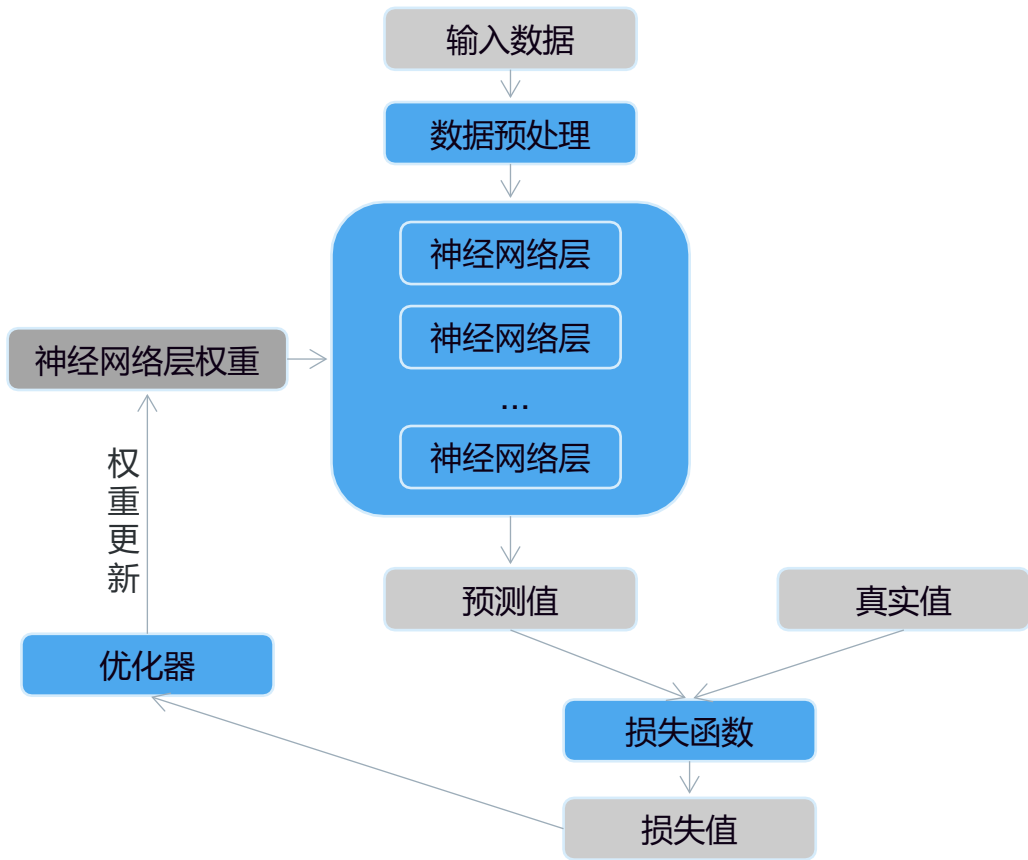 输入数据
数据预处理
神经网络层
神经网络层
神经网络层权重
...
神经网络层
权重更新
预测值
真实值
优化器
损失函数
损失值